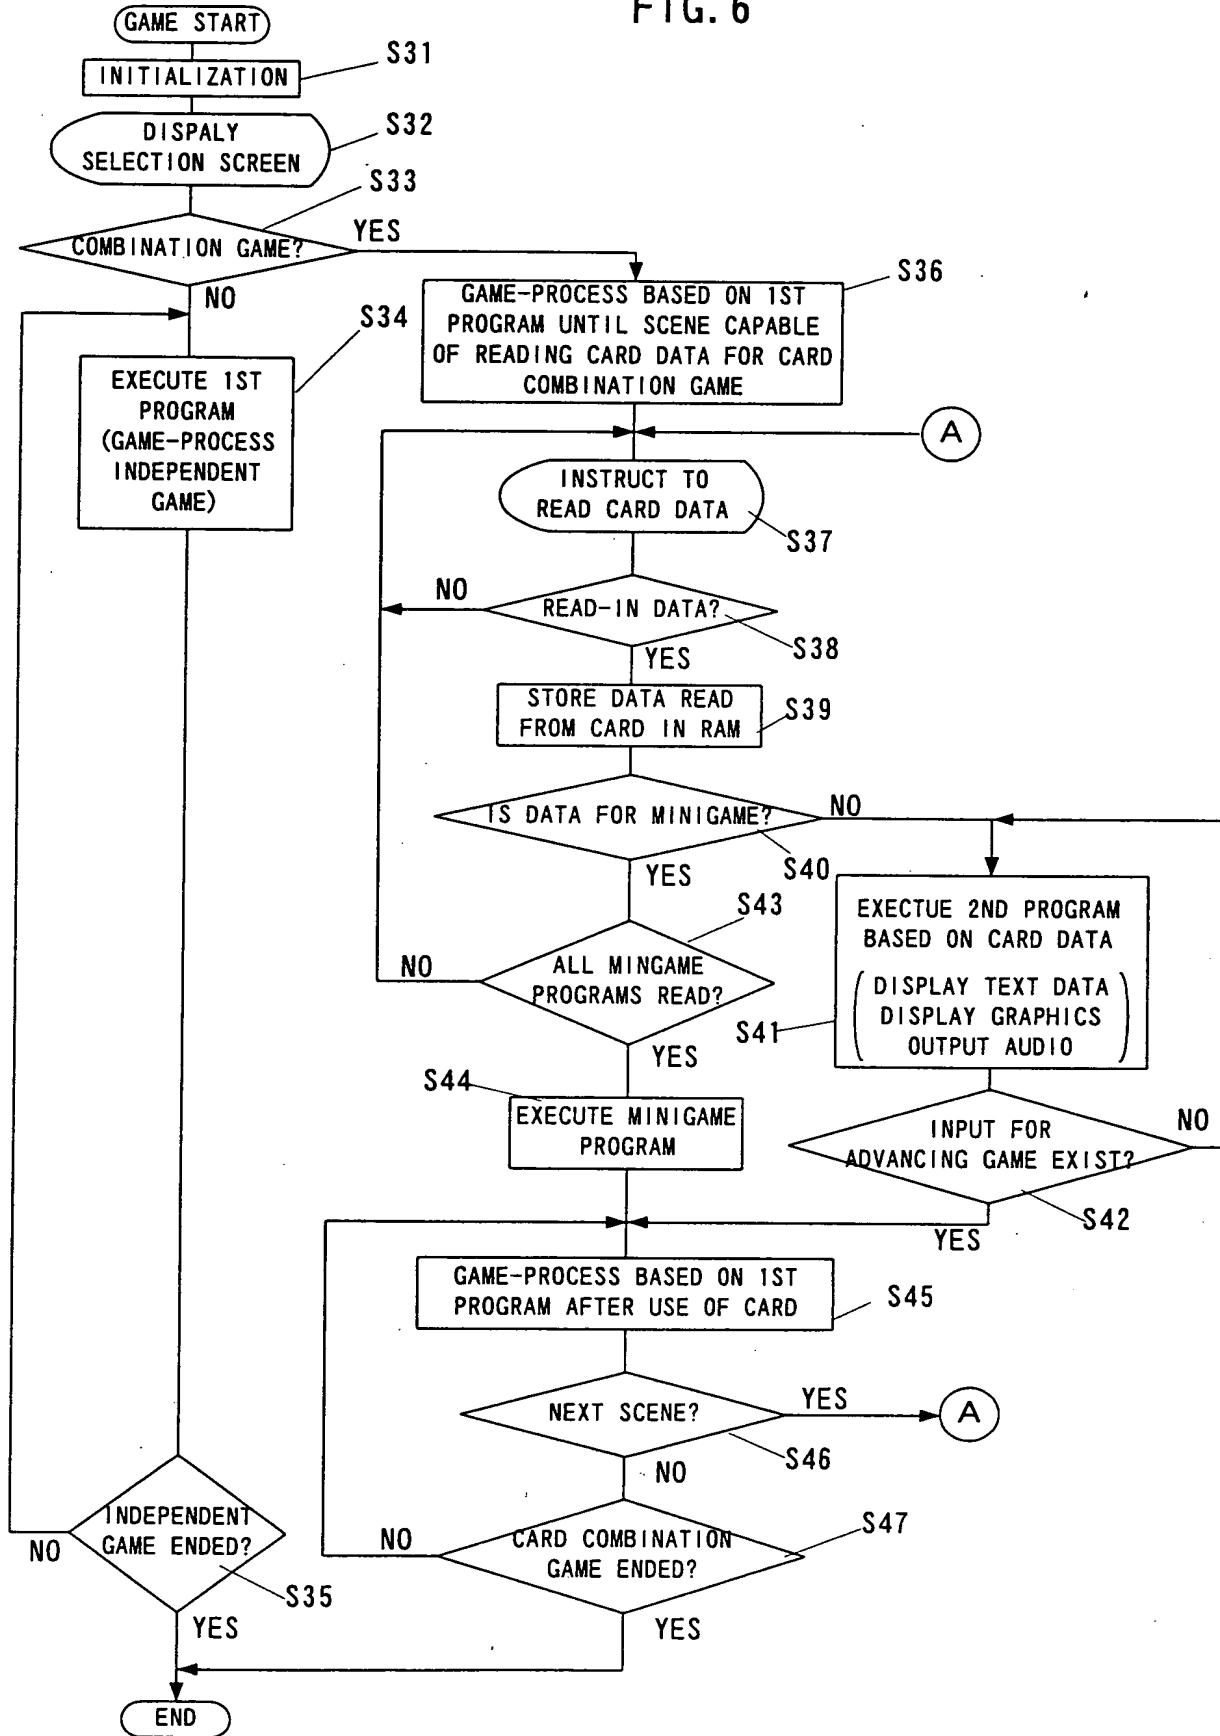 FIG. 6
GAME START
S31
INITIALIZATION
S32
DISPALY
SELECTION SCREEN
S33
COMBINATION GAME?
YES
NO
S34
EXECUTE 1ST
PROGRAM
(GAME-PROCESS
INDEPENDENT
GAME)
S36
GAME-PROCESS BASED ON 1ST
PROGRAM UNTIL SCENE CAPABLE
OF READING CARD DATA FOR CARD
COMBINATION GAME
A
INSTRUCT TO
READ CARD DATA
S37
NO
READ-IN DATA?
S38
YES
STORE DATA READ
FROM CARD IN RAM
S39
IS DATA FOR MINIGAME?
NO
S40
YES
S43
ALL MINGAME
PROGRAMS READ?
NO
YES
EXECTUE 2ND PROGRAM
BASED ON CARD DATA
(DISPLAY TEXT DATA
DISPLAY GRAPHICS
OUTPUT AUDIO)
S41
S44
EXECUTE MINIGAME
PROGRAM
INPUT FOR
ADVANCING GAME EXIST?
NO
S42
YES
GAME-PROCESS BASED ON 1ST
PROGRAM AFTER USE OF CARD
S45
NEXT SCENE?
YES
A
S46
NO
CARD COMBINATION
GAME ENDED?
S47
NO
YES
INDEPENDENT
GAME ENDED?
NO
S35
YES
END